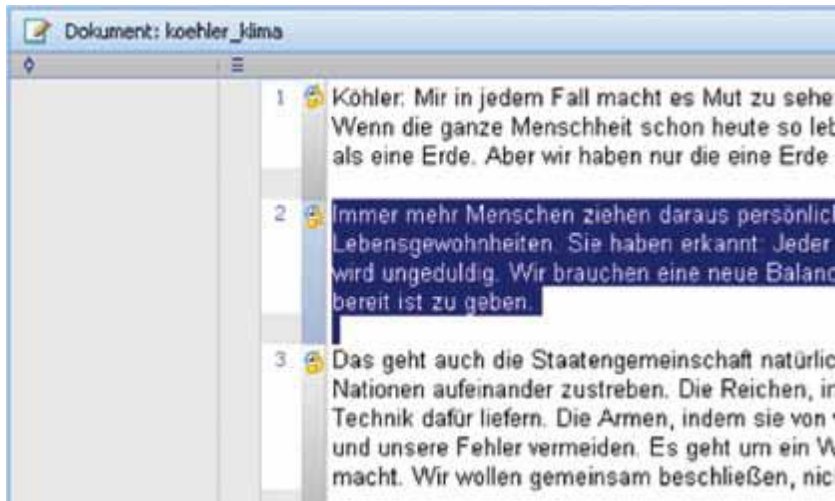 Dokument: koehler_klima
1 Köhler: Mir in jedem Fall macht es Mut zu sehe
Wenn die ganze Menschheit schon heute so leb
als eine Erde. Aber wir haben nur die eine Erde
2 Immer mehr Menschen ziehen daraus persönlich
Lebensgewohnheiten. Sie haben erkannt: Jeder
wird ungeduldig. Wir brauchen eine neue Balanc
bereit ist zu geben.
3 Das geht auch die Staatengemeinschaft natürlic
Nationen aufeinander zustreben. Die Reichen, in
Technik dafür liefern. Die Armen, indem sie von
und unsere Fehler vermeiden. Es geht um ein W
macht. Wir wollen gemeinsam beschließen, nic